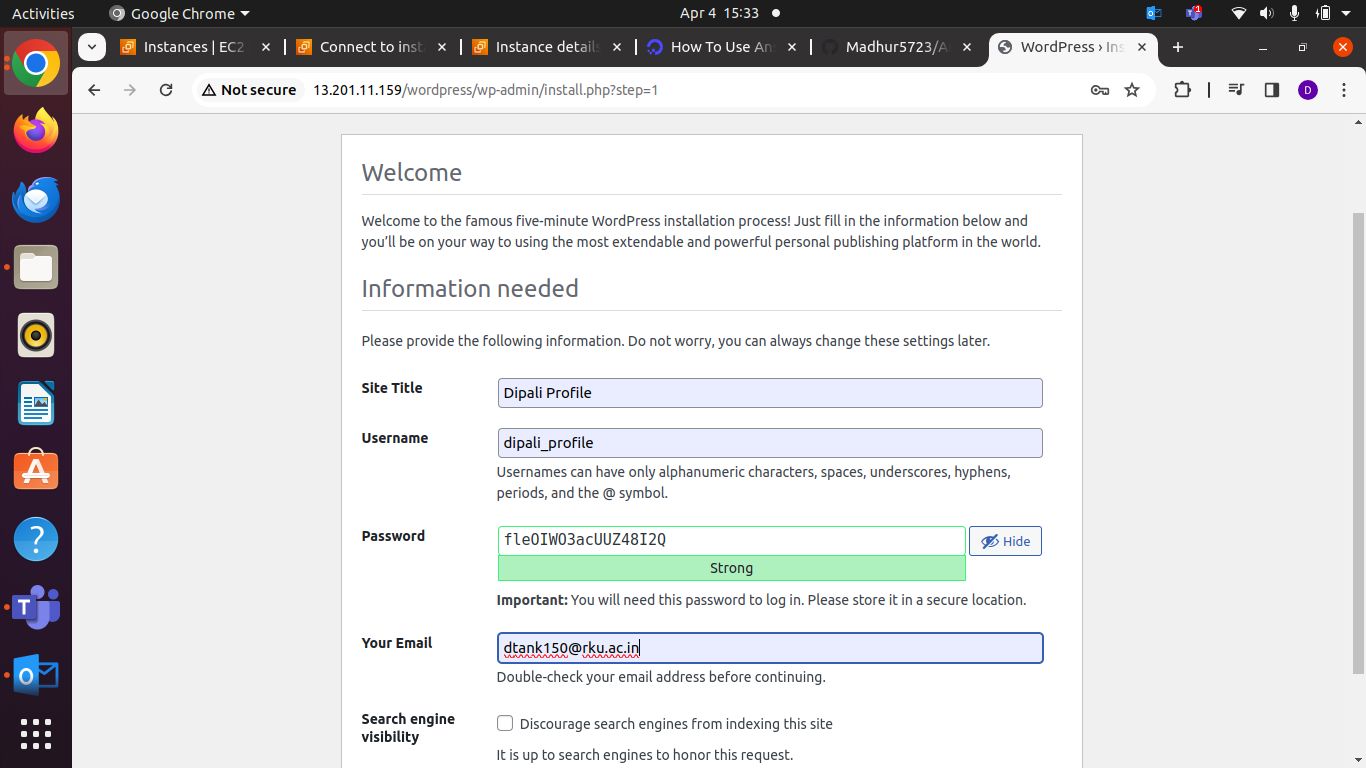 Activities
Google Chrome
Apr 4 15:33
1
Instances | EC2
Connect to inst
Instance details
How To Use An
Madhur5723/A
WordPress › Ins
Not secure
13.201.11.159/wordpress/wp-admin/install.php?step=1
D
Welcome
Welcome to the famous five-minute WordPress installation process! Just fill in the information below and
you’ll be on your way to using the most extendable and powerful personal publishing platform in the world.
Information needed
Please provide the following information. Do not worry, you can always change these settings later.
Site Title
Dipali Profile
Username
dipali_profile
Usernames can have only alphanumeric characters, spaces, underscores, hyphens,
periods, and the @ symbol.
Password
fleOIWO3acUUZ48I2Q
Hide
Strong
Important: You will need this password to log in. Please store it in a secure location.
Your Email
dtank150@rku.ac.in
Double-check your email address before continuing.
Search engine
visibility
Discourage search engines from indexing this site
It is up to search engines to honor this request.